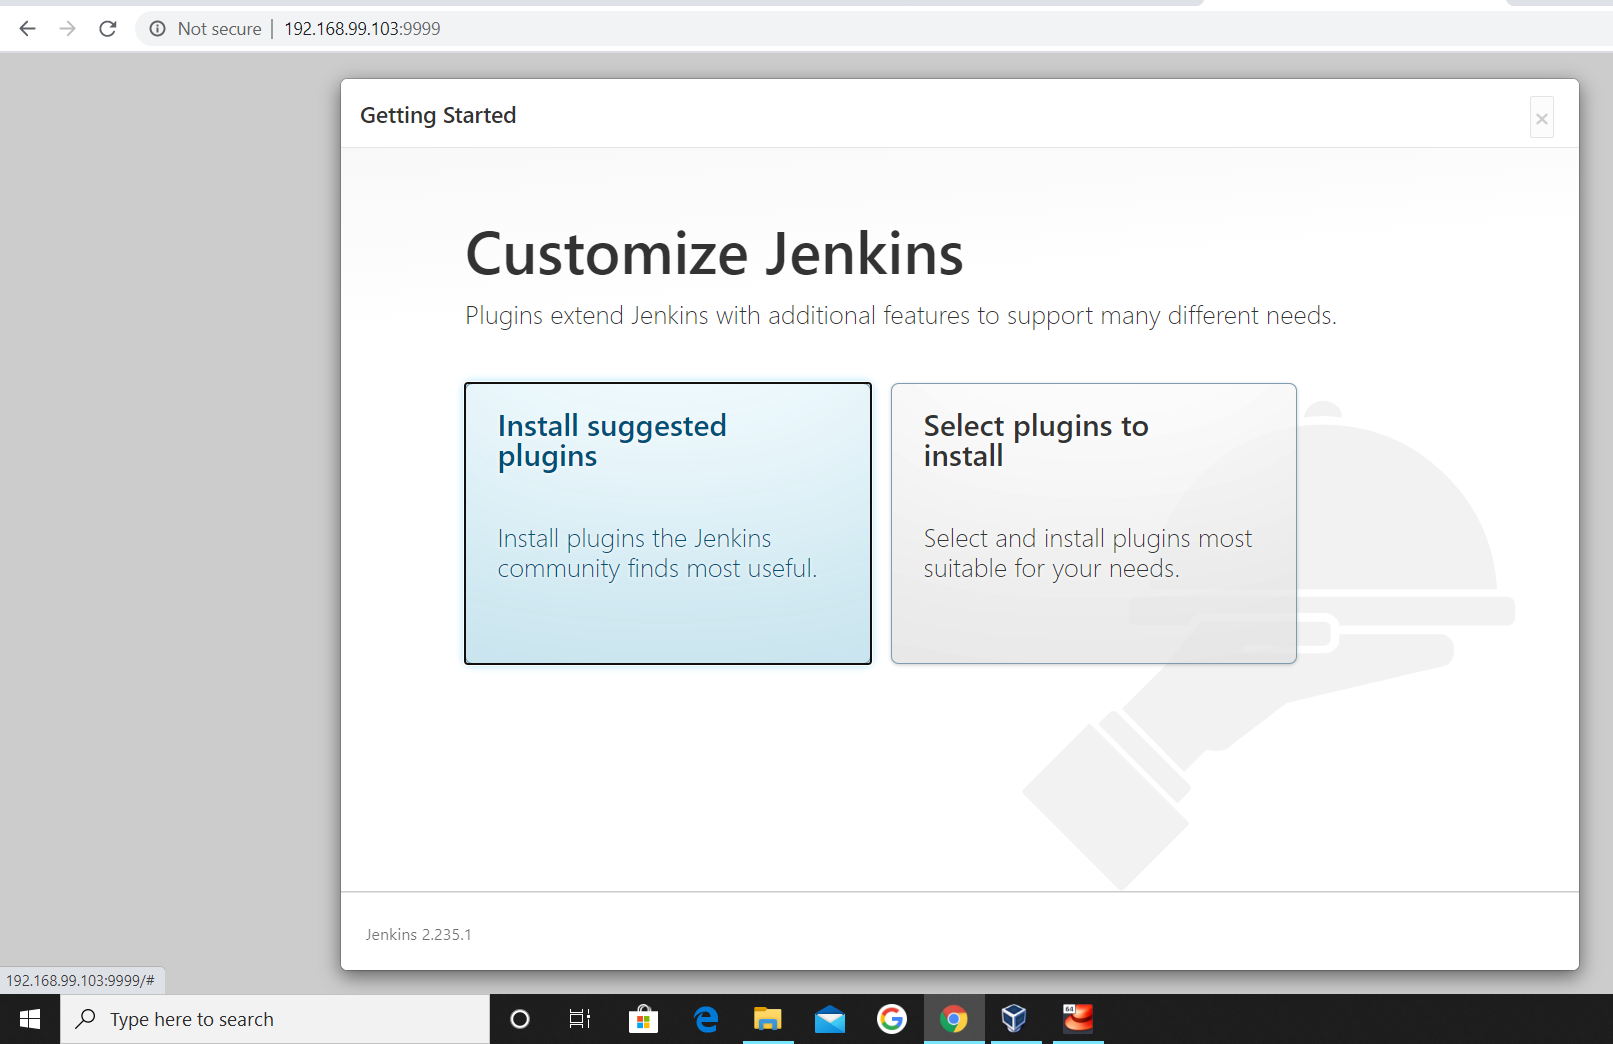 Not secure | 192.168.99.103:9999
Getting Started
×
Customize Jenkins
Plugins extend Jenkins with additional features to support many different needs.
Install suggested
plugins
Install plugins the Jenkins
community finds most useful.
Select plugins to
install
Select and install plugins most
suitable for your needs.
Jenkins 2.235.1
192.168.99.103:9999/#
Type here to search
64